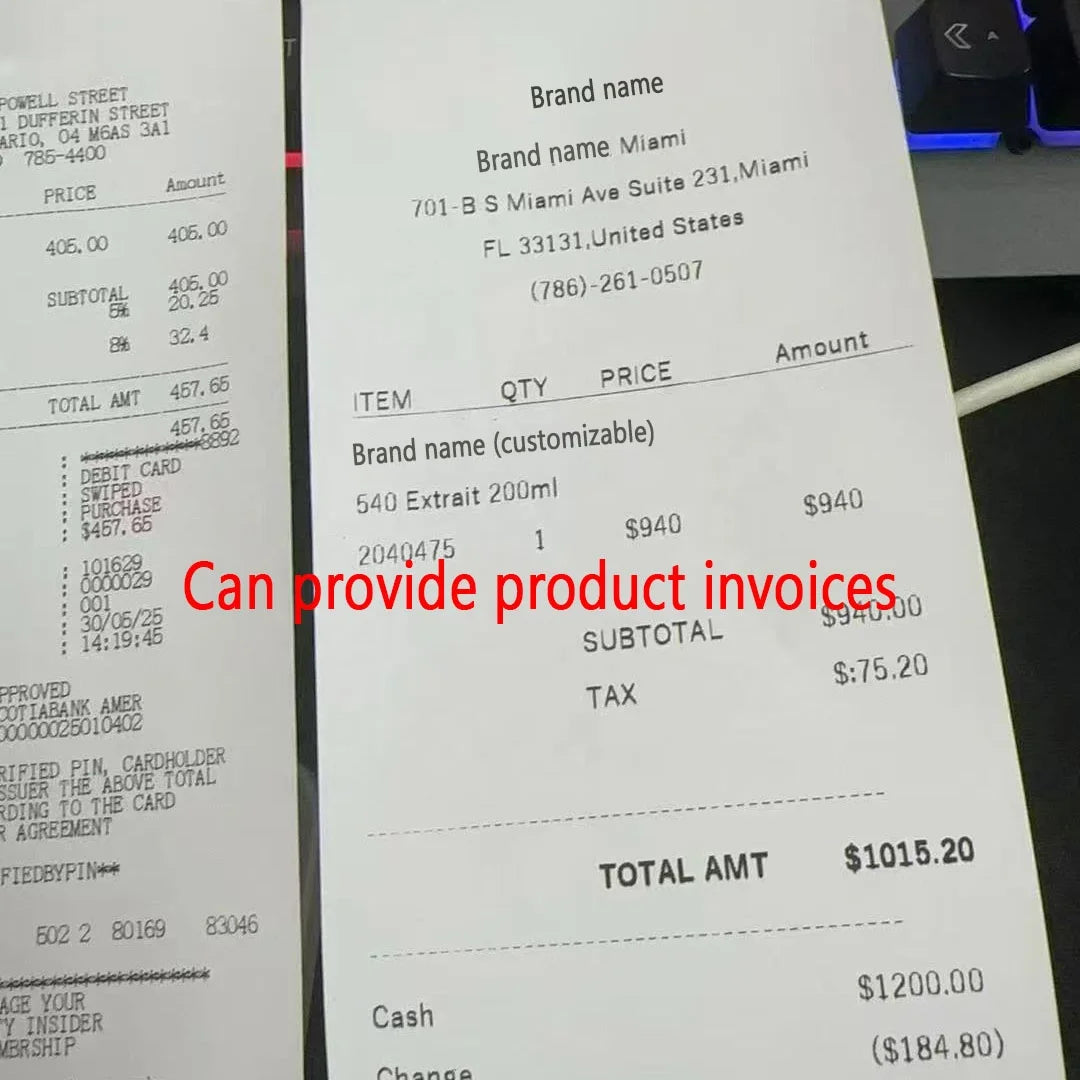 POWELL STREET
1 DUFFERIN STREET
ARIO, 04 M6AS 3A1
785-4400
PRICE Amount
405.00 405.00
SUBTOTAL 405.00
5% 20.25
8% 32.4
TOTAL AMT 457.65
457.65
: ************8892
: DEBIT CARD
: SWIPED
: PURCHASE
: $457.65
: 101629
: 0000029
: 001
: 30/05/25
: 14:19:45
PPROVED
COTIABANK AMER
00000025010402
RIFIED PIN, CARDHOLDER
SSUER THE ABOVE TOTAL
RDING TO THE CARD
R AGREEMENT
FIEDBYPIN**
502 2 80169 83046
AGE YOUR
Y INSIDER
MBRSHIP
Brand name
Brand name Miami
701-B S Miami Ave Suite 231,Miami
FL 33131,United States
(786)-261-0507
ITEM QTY PRICE Amount
Brand name (customizable)
540 Extrait 200ml
2040475 1 $940 $940
Can provide product invoices
SUBTOTAL $940.00
TAX $:75.20
TOTAL AMT $1015.20
Cash $1200.00
Change ($184.80)